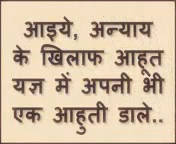 आइये, अन्याय
के खिलाफ आहूत
यज्ञ में अपनी भी
एक आहुती डाले..